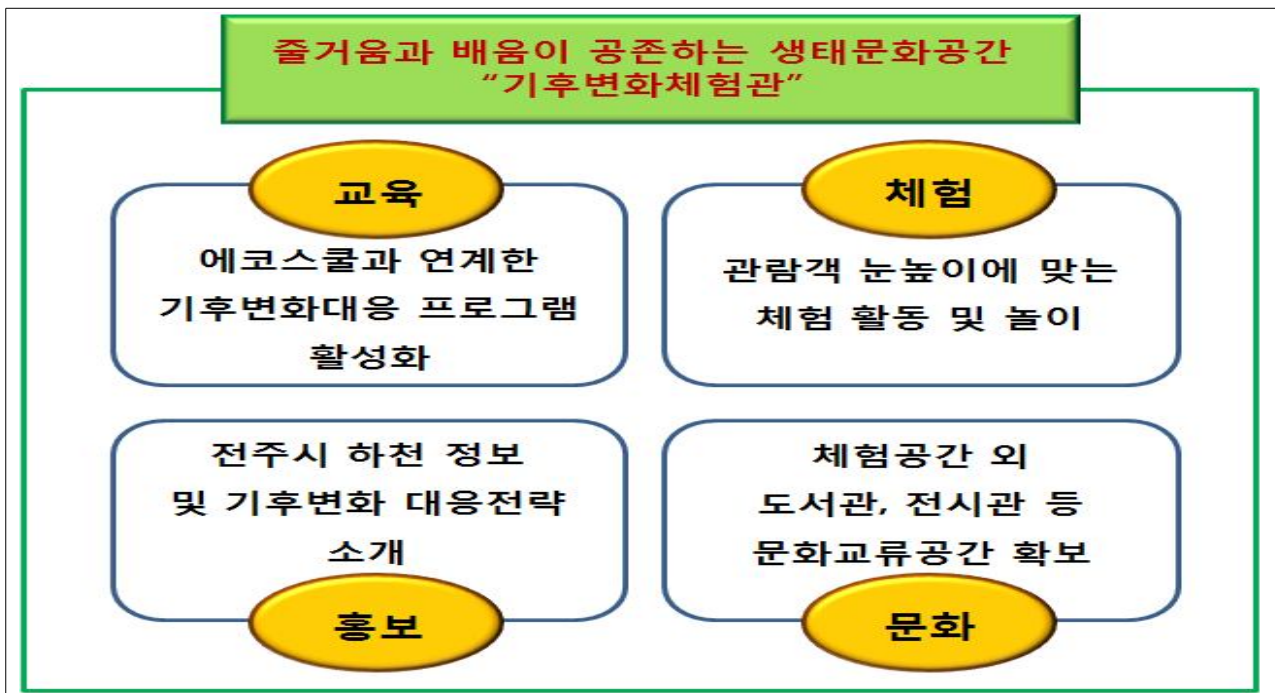 줄거움과 배움이 공존하는 생태문화공간
“기후변화체험관”
교육
에코스쿨과 연계한
기후변화대응 프로그램
활성화
체험
관람객 눈높이에 맞는
체험 활동 및 놀이
전주시 하천 정보
및 기후변화 대응전략
소개
홍보
체험공간 외
도서관, 전시관 등
문화교류공간 확보
문화